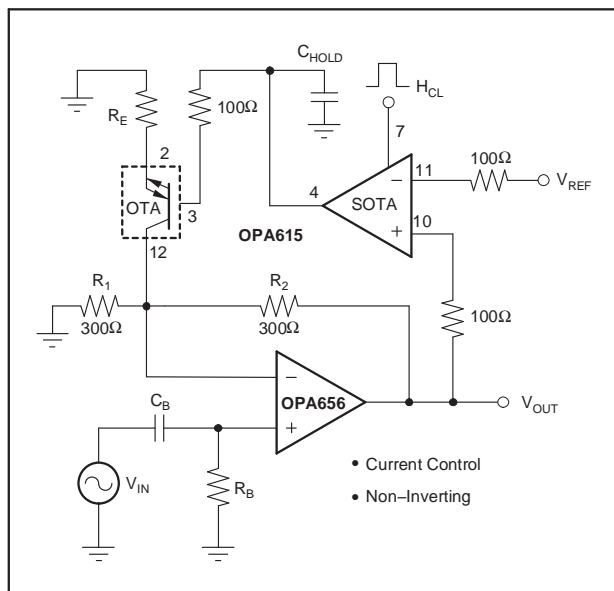 C_HOLD
H_CL
R_E
100Ω
2
7
100Ω
V_REF
11
−
4
SOTA
OTA
3
10
+
OPA615
12
R_1
300Ω
R_2
300Ω
100Ω
−
OPA656
V_OUT
C_B
+
• Current Control
V_IN
R_B
• Non–Inverting